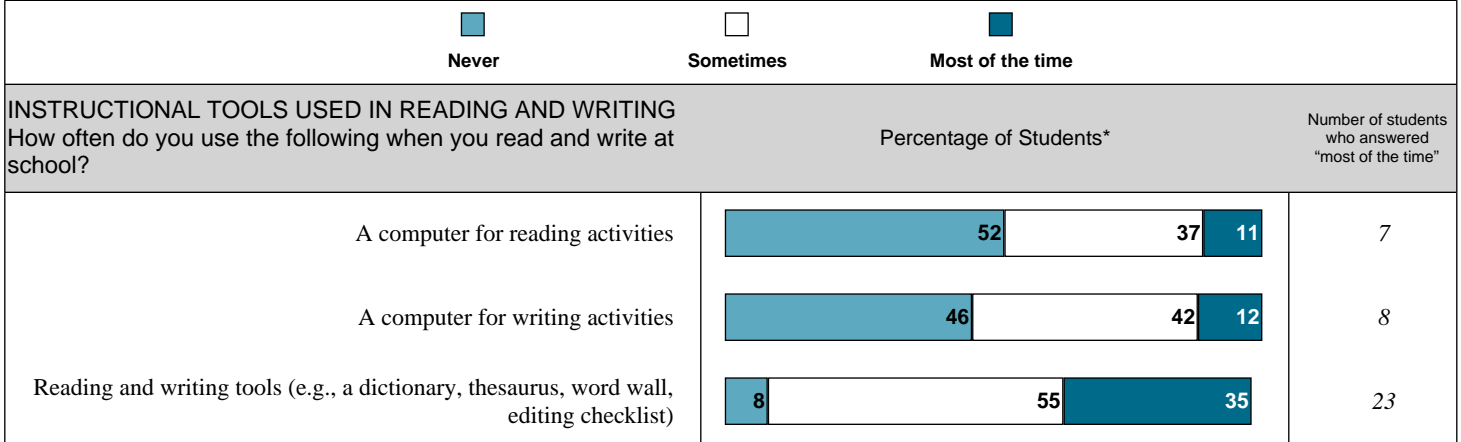 Never Sometimes Most of the time
INSTRUCTIONAL TOOLS USED IN READING AND WRITING
How often do you use the following when you read and write at
school?
Percentage of Students*
Number of students
who answered
“most of the time”
A computer for reading activities
52 37 11
7
A computer for writing activities
46 42 12
8
Reading and writing tools (e.g., a dictionary, thesaurus, word wall,
editing checklist)
8 55 35
23